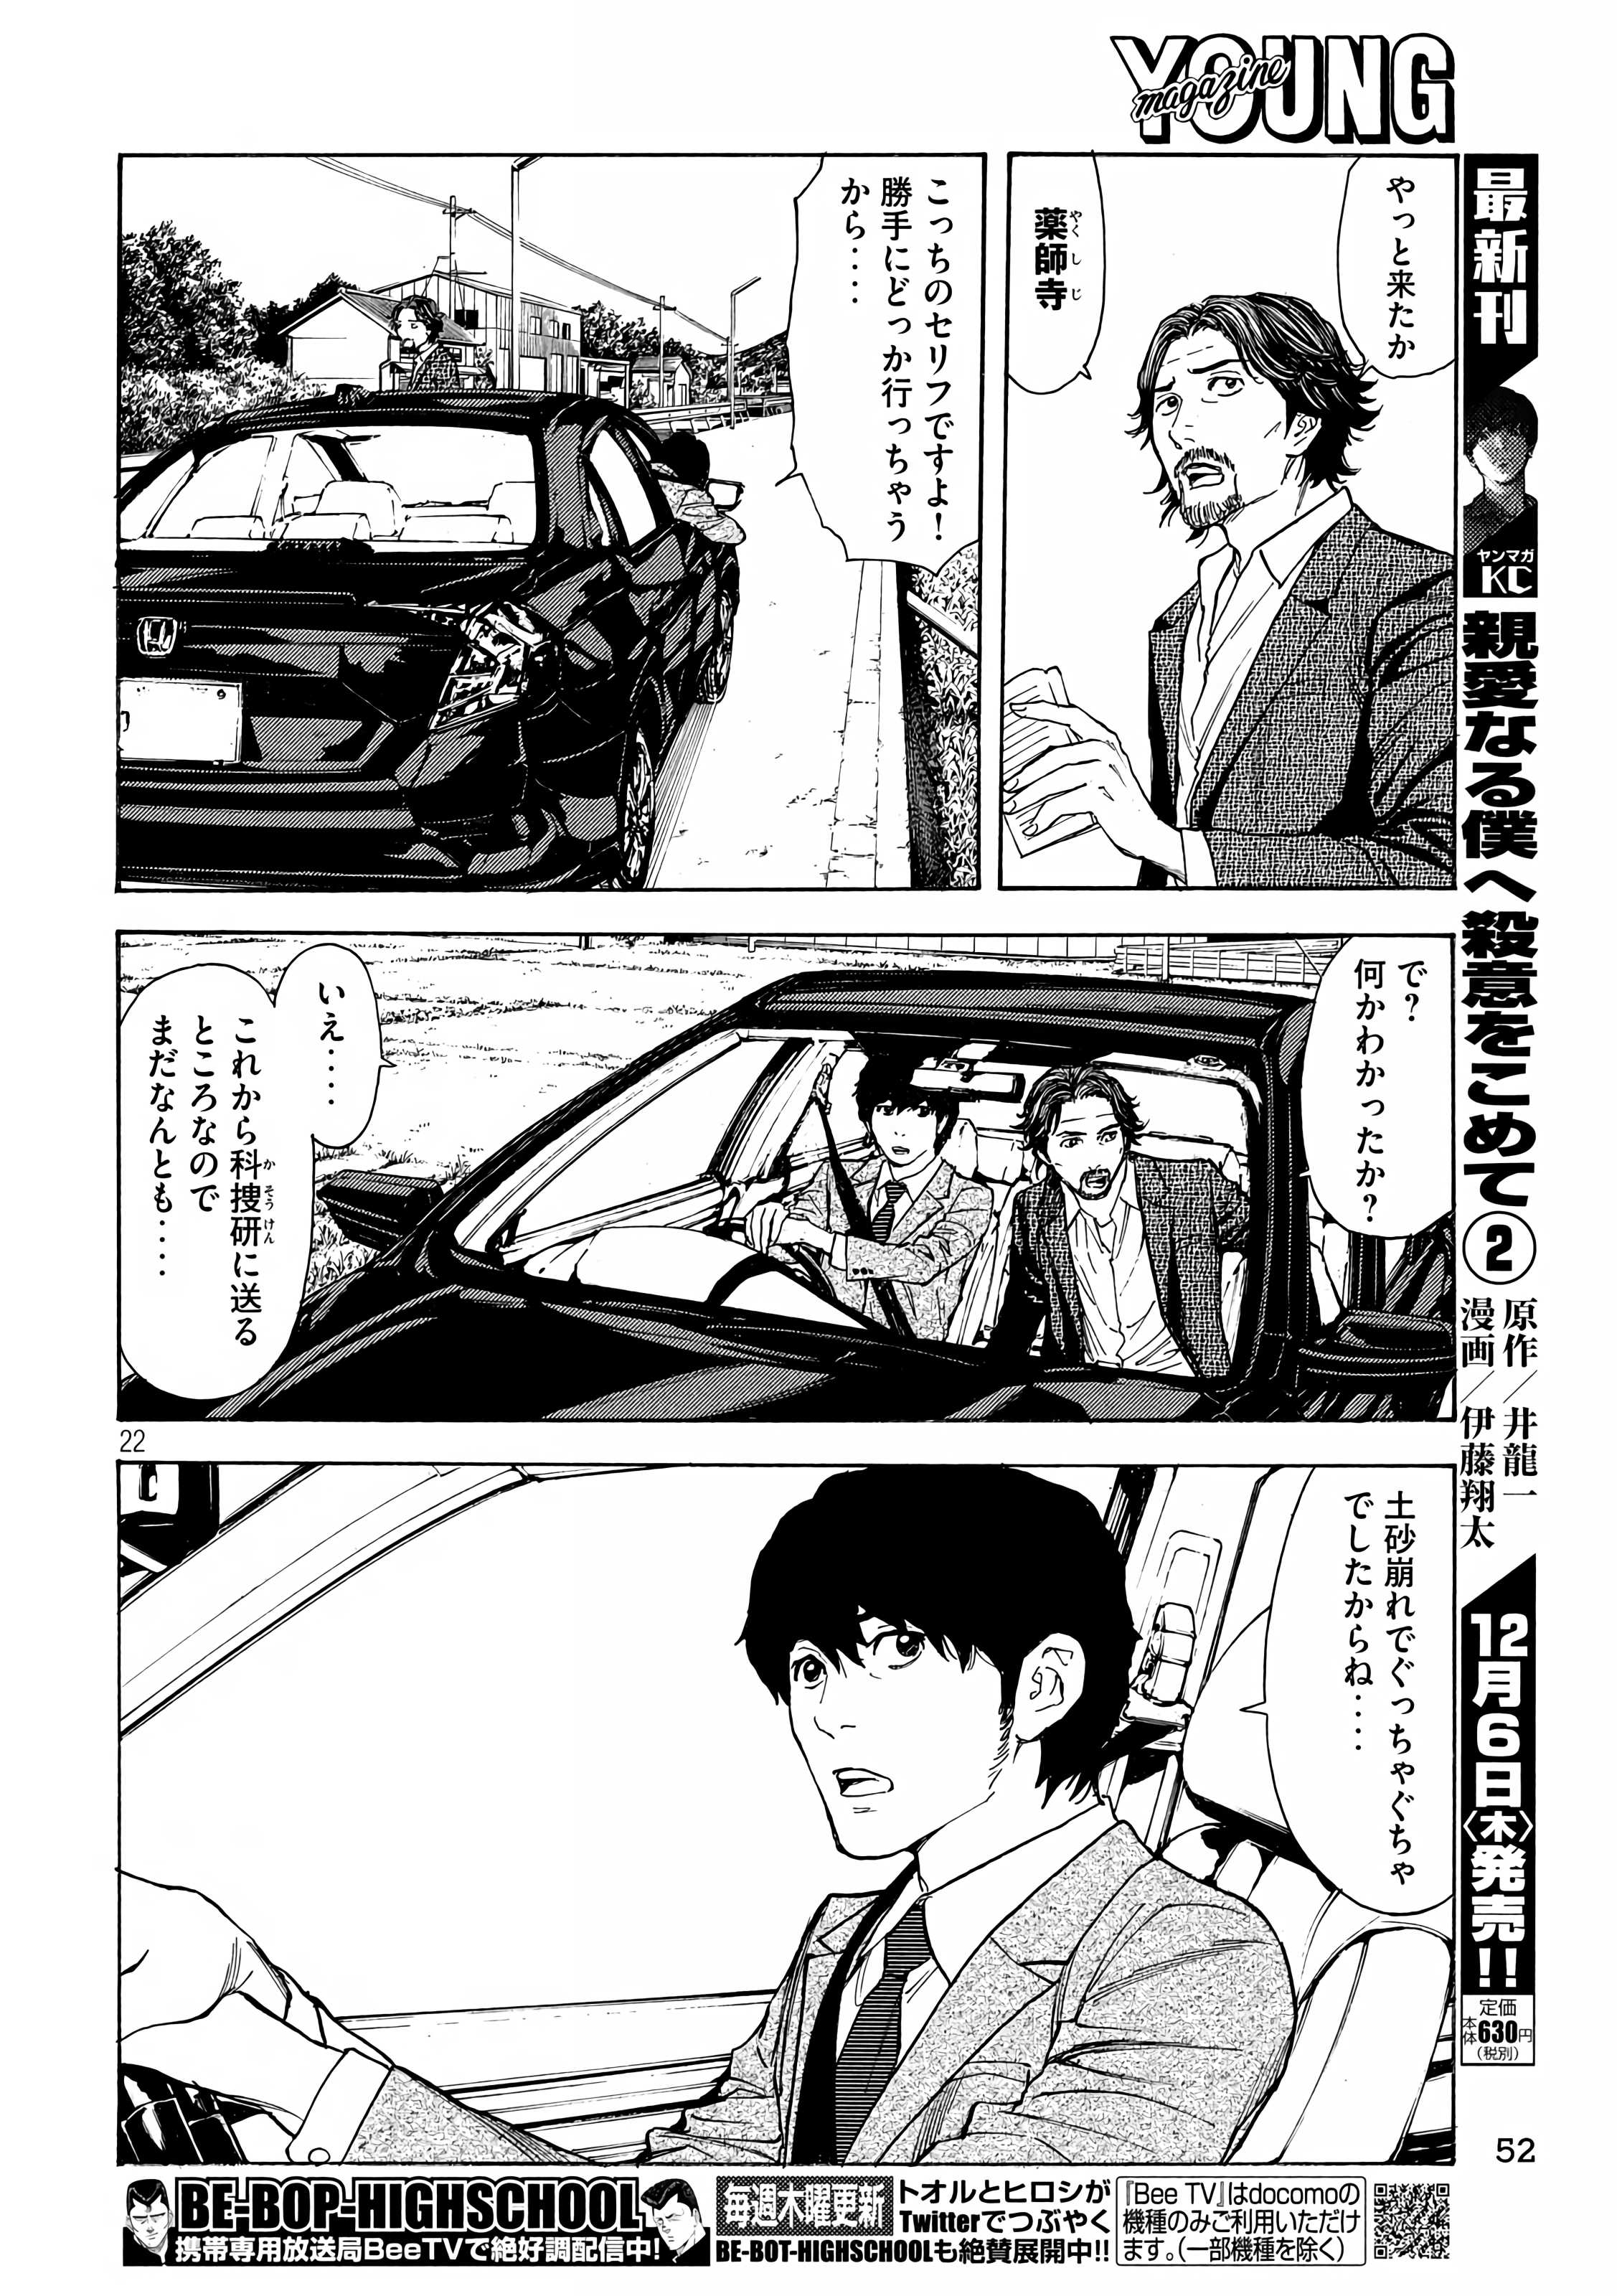 YOUNG
magazine
やっと来たか
薬師寺
やくしじ
こっちのセリフですよ！
勝手にどっか行っちゃう
から‥‥
で？
何かわかったか？
いえ‥‥
これから科捜研に送る
かそうけん
ところなので
まだなんとも‥‥
22
土砂崩れでぐっちゃぐちゃ
でしたからね‥‥
最新刊
ヤンマガ
KC
親愛なる僕へ殺意をこめて②
原作／井龍一
漫画／伊藤翔太
12月6日〈木〉発売!!
定価
本体630円
（税別）
52
BE-BOP-HIGHSCHOOL
携帯専用放送局BeeTVで絶好調配信中！
毎週木曜更新
トオルとヒロシが
Twitterでつぶやく
BE-BOT-HIGHSCHOOLも絶賛展開中!!
『Bee TV』はdocomoの
機種のみご利用いただけ
ます。（一部機種を除く）